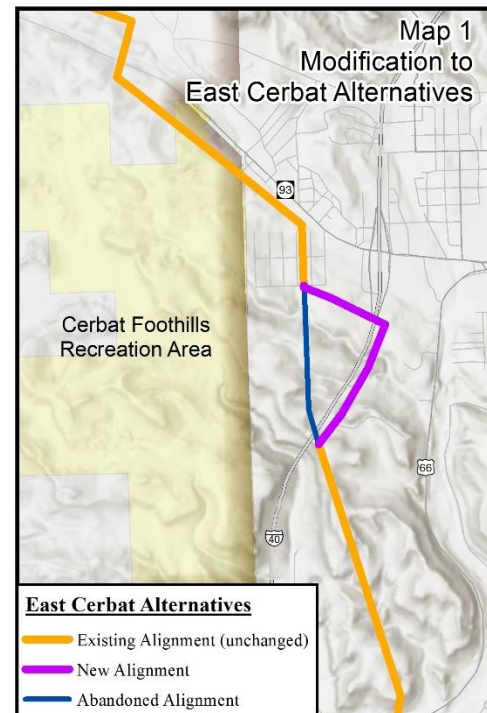 Map 1
Modification to
East Cerbat Alternatives
93
Cerbat Foothills
Recreation Area
66
40
East Cerbat Alternatives
Existing Alignment (unchanged)
New Alignment
Abandoned Alignment